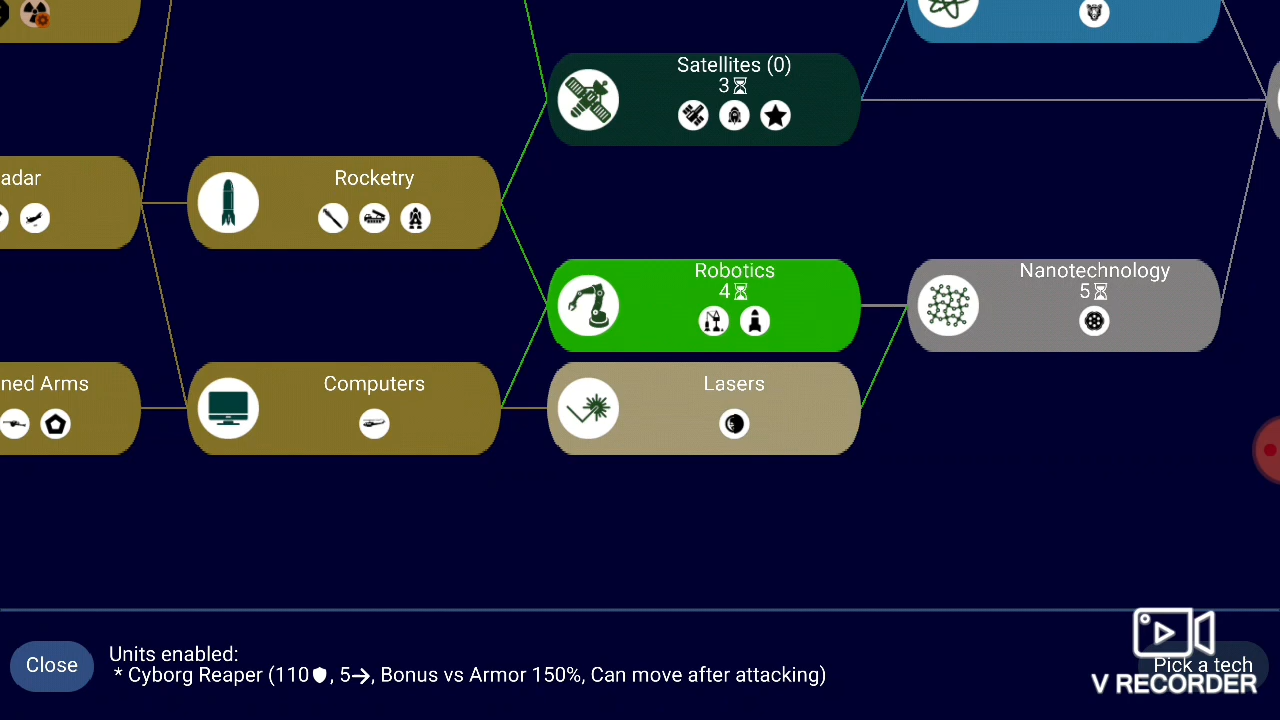 Satellites (0)
3⏳
adar
Rocketry
Robotics
4⏳
Nanotechnology
5⏳
ned Arms
Computers
Lasers
Close
Units enabled:
* Cyborg Reaper (110🛡, 5→, Bonus vs Armor 150%, Can move after attacking)
Pick a tech
V RECORDER